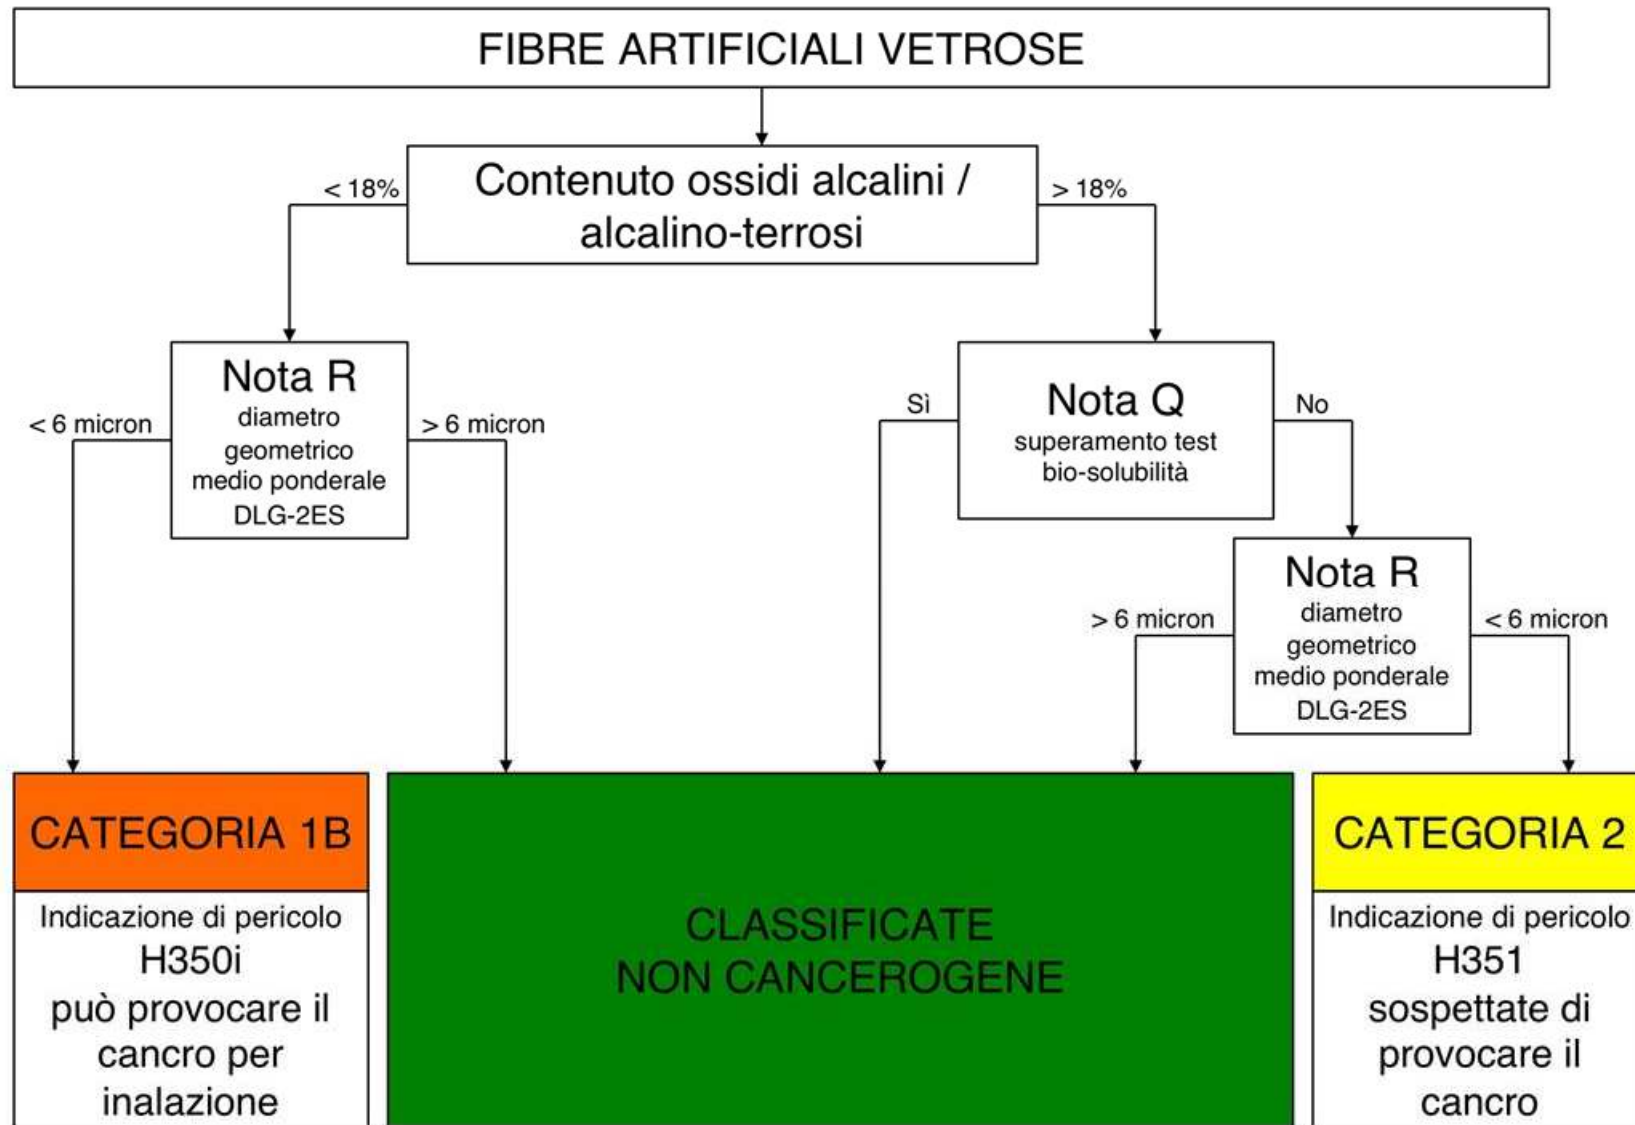 FIBRE ARTIFICIALI VETROSE
Contenuto ossidi alcalini /
alcalino-terrosi
< 18%
> 18%
Nota R
diametro
geometrico
medio ponderale
DLG-2ES
< 6 micron
> 6 micron
Nota Q
superamento test
bio-solubilità
Sì
No
Nota R
diametro
geometrico
medio ponderale
DLG-2ES
> 6 micron
< 6 micron
CATEGORIA 1B
Indicazione di pericolo
H350i
può provocare il
cancro per
inalazione
CLASSIFICATE
NON CANCEROGENE
CATEGORIA 2
Indicazione di pericolo
H351
sospettate di
provocare il
cancro